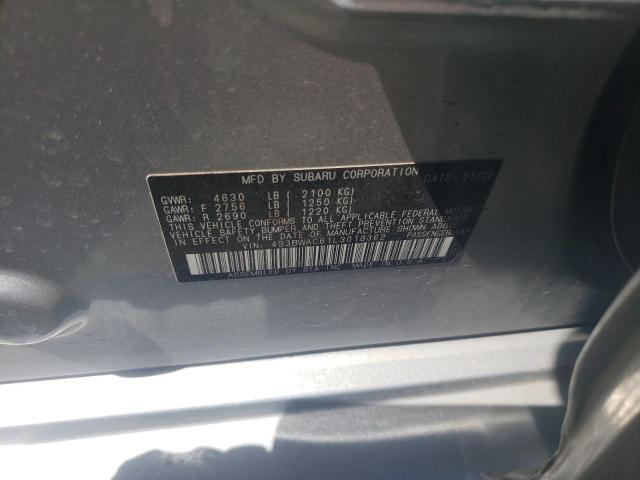 MFD BY SUBARU CORPORATION DATE: 01/20
GVWR: 4630 LB ( 2100 KG)
GAWR: F 2756 LB ( 1250 KG)
GAWR: R 2690 LB ( 1220 KG)
THIS VEHICLE CONFORMS TO ALL APPLICABLE FEDERAL MOTOR
VEHICLE SAFETY, BUMPER, AND THEFT PREVENTION STANDARDS
IN EFFECT ON THE DATE OF MANUFACTURE SHOWN ABOVE.
VIN: 4S3BWAC61L3018362 PASSENGER CAR
ASSEMBLED BY SIA, INC. MADE IN U.S.A.